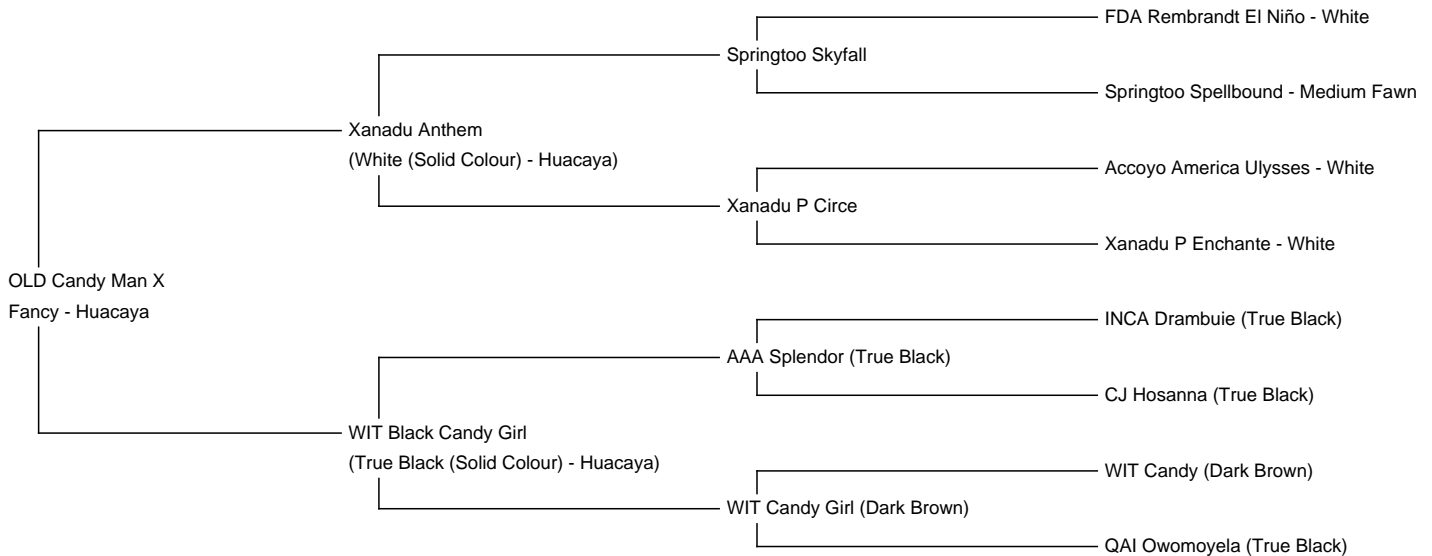 FDA Rembrandt El Niño - White
Springtoo Skyfall
Springtoo Spellbound - Medium Fawn
Xanadu Anthem
(White (Solid Colour) - Huacaya)
Accoyo America Ulysses - White
Xanadu P Circe
Xanadu P Enchante - White
OLD Candy Man X
Fancy - Huacaya
INCA Drambuie (True Black)
AAA Splendor (True Black)
CJ Hosanna (True Black)
WIT Black Candy Girl
(True Black (Solid Colour) - Huacaya)
WIT Candy (Dark Brown)
WIT Candy Girl (Dark Brown)
QAI Owomoyela (True Black)